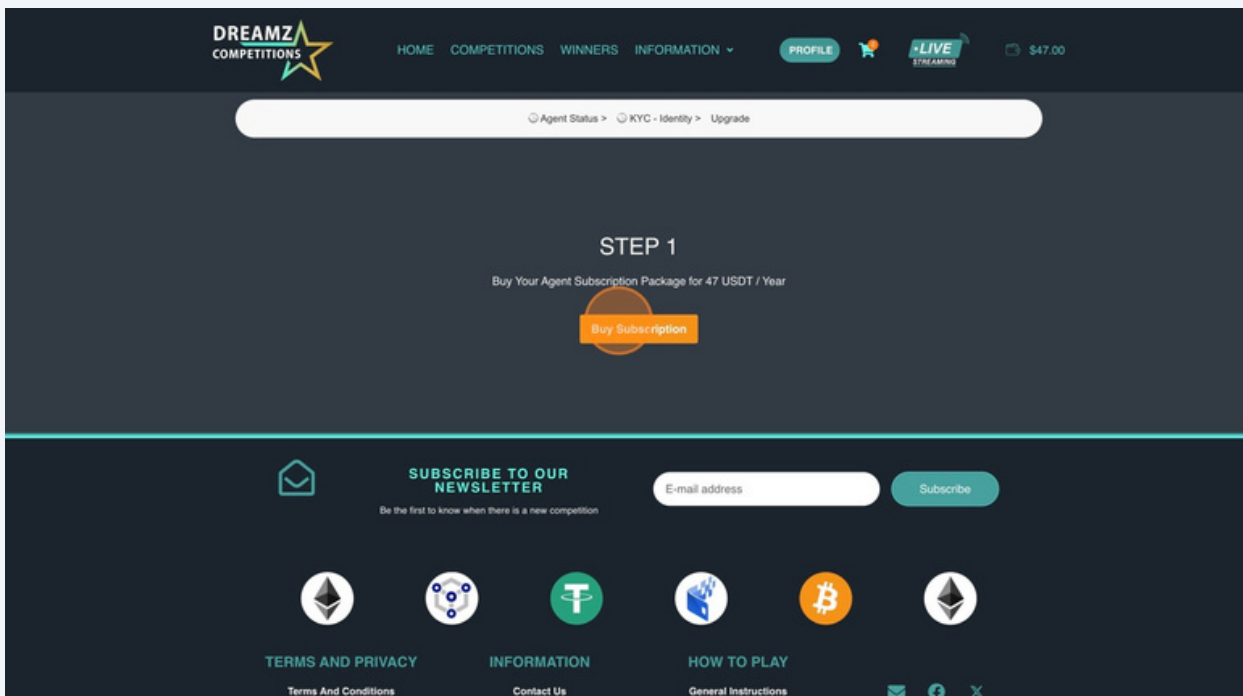 DREAMZ
COMPETITIONS
HOME COMPETITIONS WINNERS INFORMATION PROFILE 0 •LIVE STREAMING $47.00
Agent Status > KYC - Identity > Upgrade
STEP 1
Buy Your Agent Subscription Package for 47 USDT / Year
Buy Subscription
SUBSCRIBE TO OUR
NEWSLETTER
Be the first to know when there is a new competition
E-mail address
Subscribe
TERMS AND PRIVACY INFORMATION HOW TO PLAY
Terms And Conditions Contact Us General Instructions